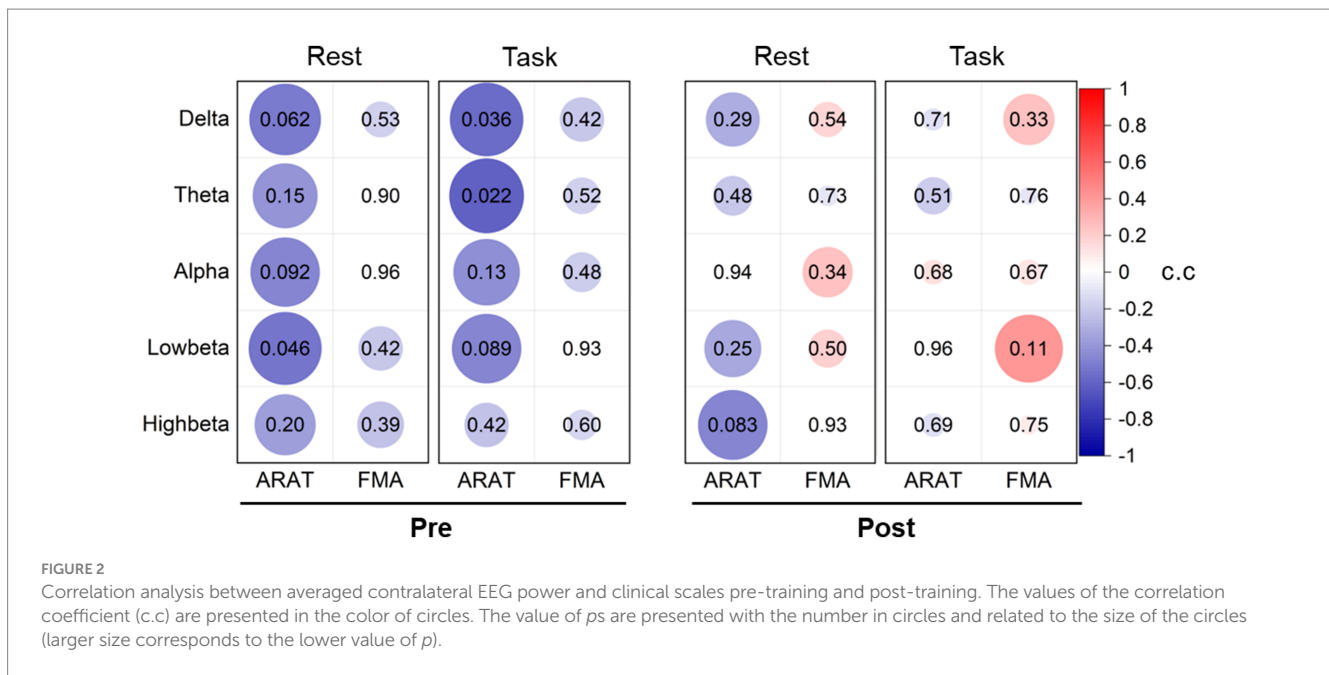 Rest Task Rest Task
Delta 0.062 0.53 0.036 0.42 0.29 0.54 0.71 0.33
Theta 0.15 0.90 0.022 0.52 0.48 0.73 0.51 0.76
Alpha 0.092 0.96 0.13 0.48 0.94 0.34 0.68 0.67
Lowbeta 0.046 0.42 0.089 0.93 0.25 0.50 0.96 0.11
Highbeta 0.20 0.39 0.42 0.60 0.083 0.93 0.69 0.75
ARAT FMA ARAT FMA ARAT FMA ARAT FMA
Pre Post
1
0.8
0.6
0.4
0.2
0
-0.2
-0.4
-0.6
-0.8
-1
c.c
FIGURE 2
Correlation analysis between averaged contralateral EEG power and clinical scales pre-training and post-training. The values of the correlation
coefficient (c.c) are presented in the color of circles. The value of ps are presented with the number in circles and related to the size of the circles
(larger size corresponds to the lower value of p).